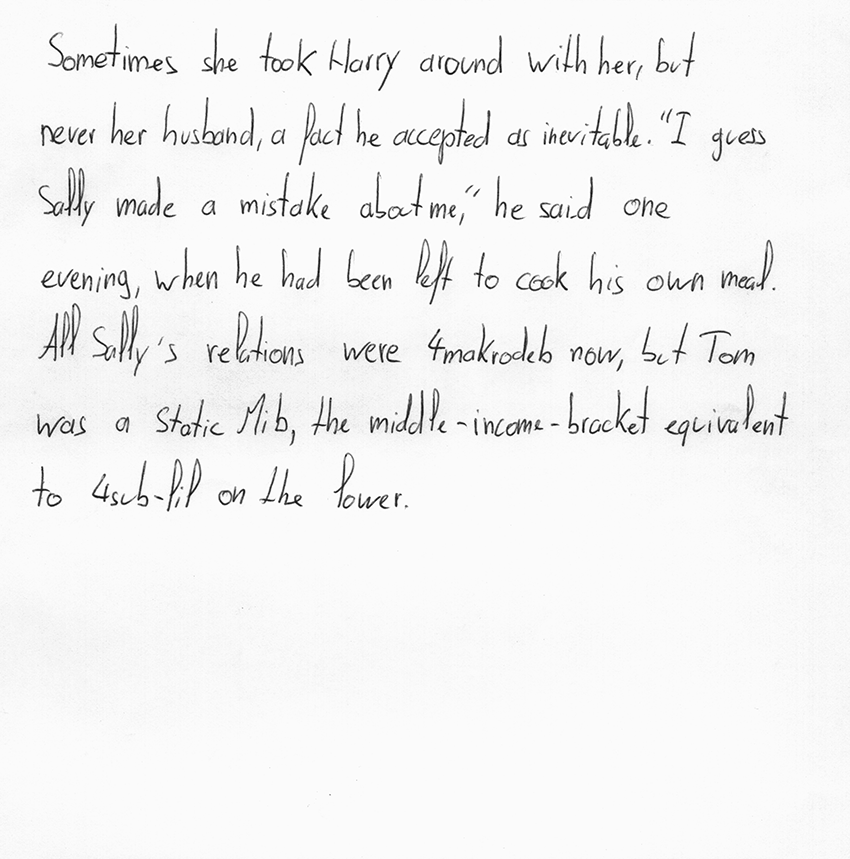 Sometimes she took Harry around with her, but
never her husband, a fact he accepted as inevitable. "I guess
Sally made a mistake about me," he said one
evening, when he had been left to cook his own meal.
All Sally's relations were 4makrodeb now, but Tom
was a Static Mib, the middle-income-bracket equivalent
to 4sub-lil on the lower.